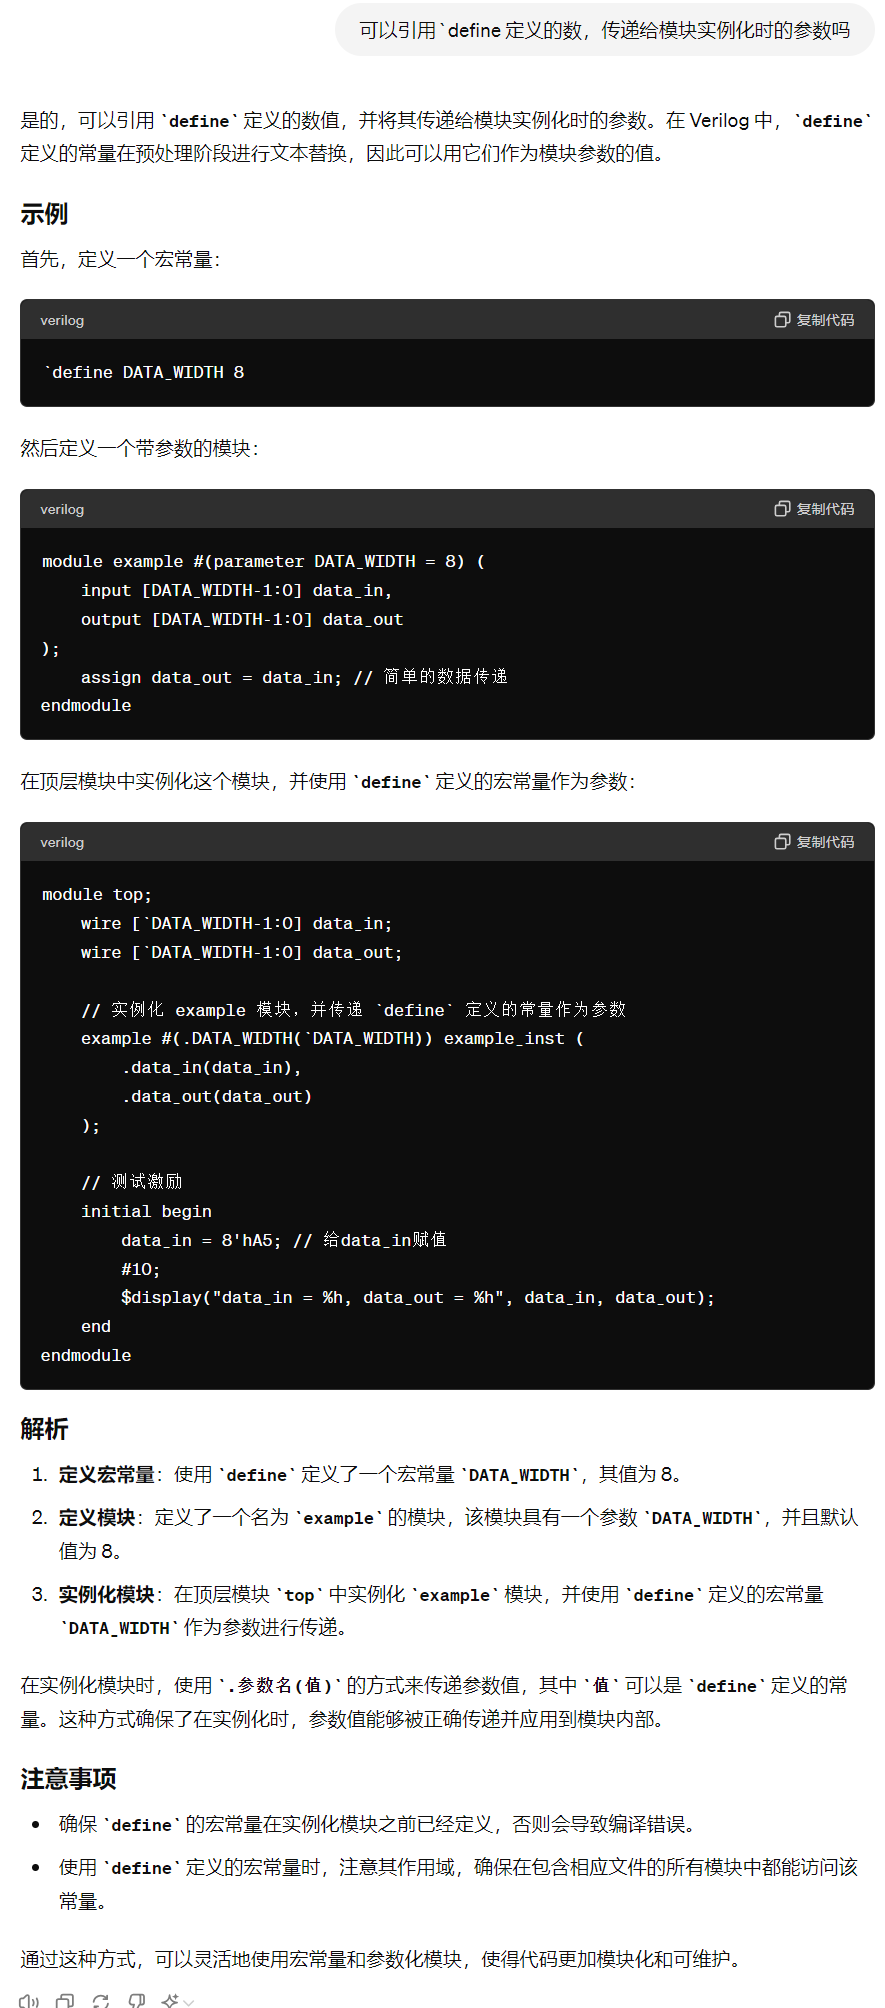 可以引用`define 定义的数，传递给模块实例化时的参数吗
是的，可以引用 `define` 定义的数值，并将其传递给模块实例化时的参数。在 Verilog 中，`define`
定义的常量在预处理阶段进行文本替换，因此可以用它们作为模块参数的值。
示例
首先，定义一个宏常量：
verilog 复制代码
`define DATA_WIDTH 8
然后定义一个带参数的模块：
verilog 复制代码
module example #(parameter DATA_WIDTH = 8) (
    input [DATA_WIDTH-1:0] data_in,
    output [DATA_WIDTH-1:0] data_out
);
    assign data_out = data_in; // 简单的数据传递
endmodule
在顶层模块中实例化这个模块，并使用 `define` 定义的宏常量作为参数：
verilog 复制代码
module top;
    wire [`DATA_WIDTH-1:0] data_in;
    wire [`DATA_WIDTH-1:0] data_out;
    // 实例化 example 模块，并传递 `define` 定义的常量作为参数
    example #(.DATA_WIDTH(`DATA_WIDTH)) example_inst (
        .data_in(data_in),
        .data_out(data_out)
    );
    // 测试激励
    initial begin
        data_in = 8'hA5; // 给data_in赋值
        #10;
        $display("data_in = %h, data_out = %h", data_in, data_out);
    end
endmodule
解析
1. 定义宏常量：使用 `define` 定义了一个宏常量 `DATA_WIDTH`，其值为 8。
2. 定义模块：定义了一个名为 `example` 的模块，该模块具有一个参数 `DATA_WIDTH`，并且默认
值为 8。
3. 实例化模块：在顶层模块 `top` 中实例化 `example` 模块，并使用 `define` 定义的宏常量
`DATA_WIDTH` 作为参数进行传递。
在实例化模块时，使用 `.参数名(值)` 的方式来传递参数值，其中 `值` 可以是 `define` 定义的常
量。这种方式确保了在实例化时，参数值能够被正确传递并应用到模块内部。
注意事项
• 确保 `define` 的宏常量在实例化模块之前已经定义，否则会导致编译错误。
• 使用 `define` 定义的宏常量时，注意其作用域，确保在包含相应文件的所有模块中都能访问该
常量。
通过这种方式，可以灵活地使用宏常量和参数化模块，使得代码更加模块化和可维护。